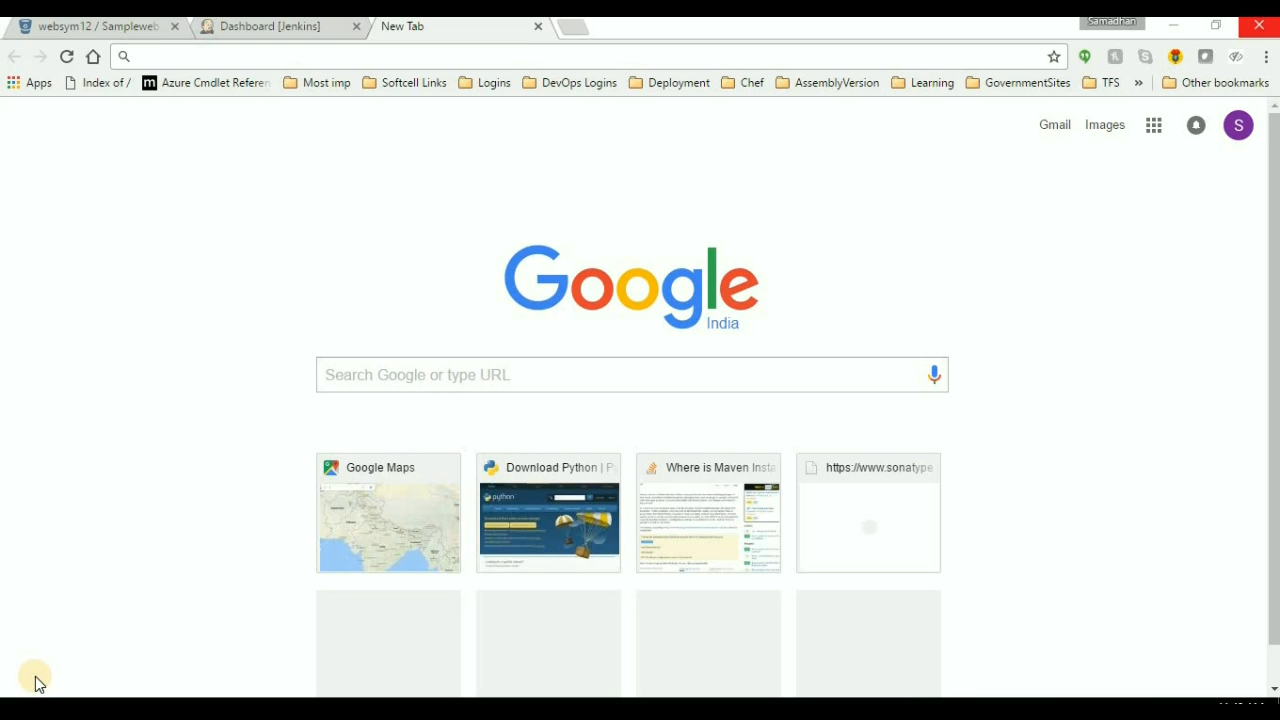 websym12 / Sampleweb
Dashboard [Jenkins]
New Tab
Samadhan
Apps
Index of /
m
Azure Cmdlet Referen
Most imp
Softcell Links
Logins
DevOps Logins
Deployment
Chef
AssemblyVersion
Learning
GovernmentSites
TFS
»
Other bookmarks
Gmail
Images
S
Google
India
Search Google or type URL
Google Maps
Download Python | P
Where is Maven Insta
https://www.sonatype
python